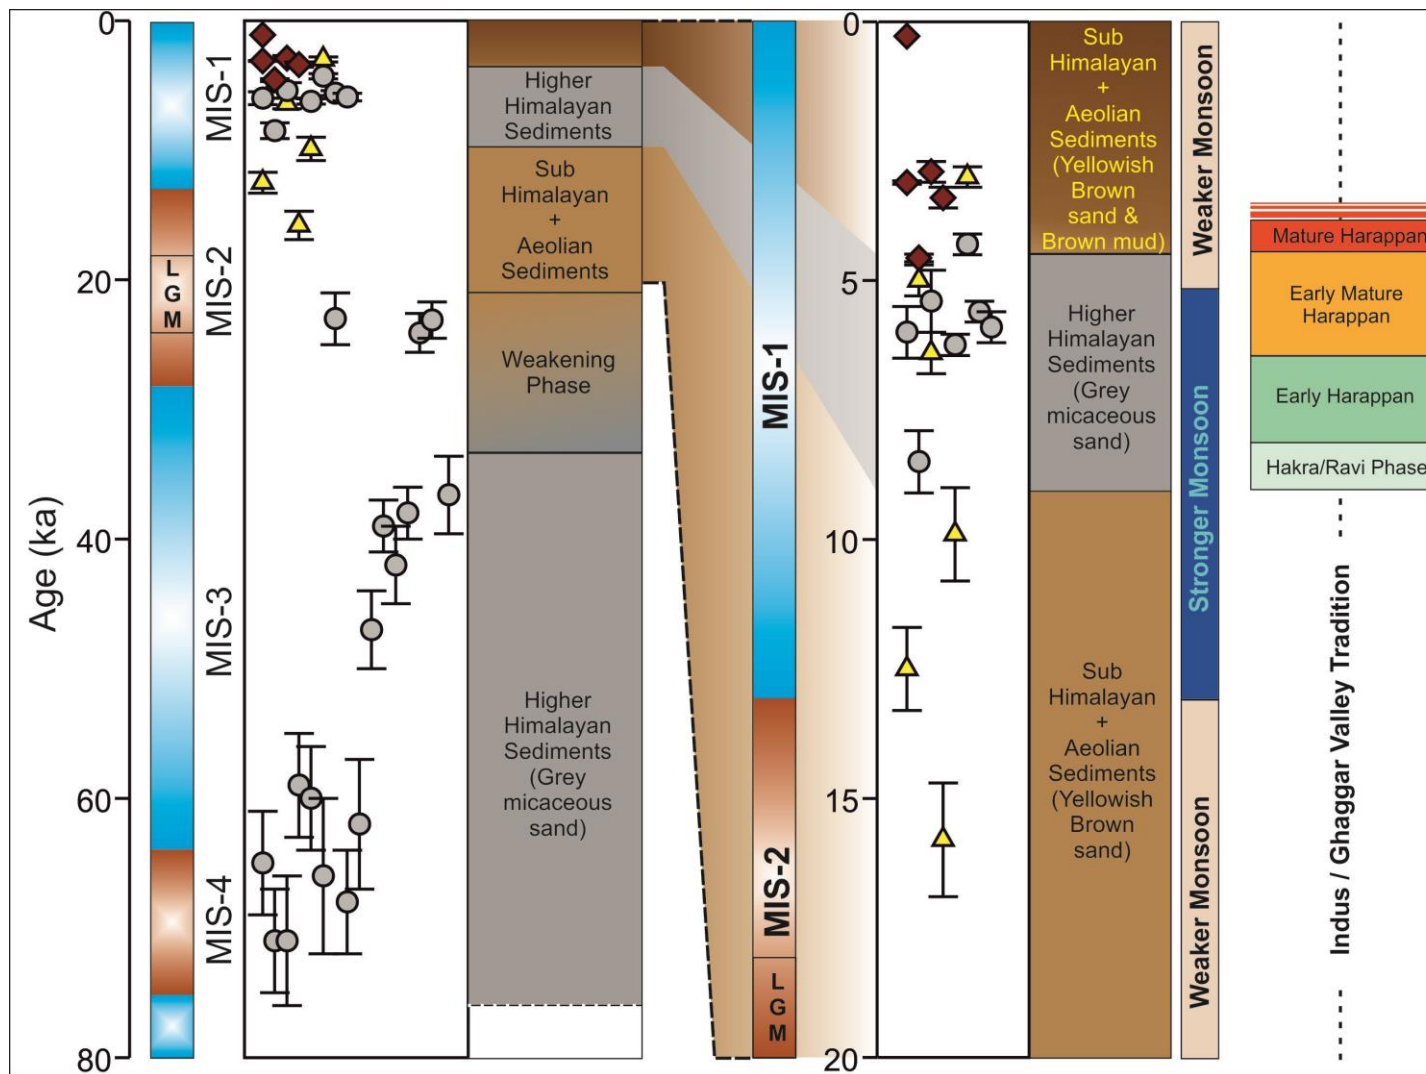 Age (ka)
0
20
40
60
80
MIS-1
MIS-2
L
G
M
MIS-3
MIS-4
Higher
Himalayan
Sediments
Sub
Himalayan
+
Aeolian
Sediments
Weakening
Phase
Higher
Himalayan
Sediments
(Grey
micaceous
sand)
MIS-1
MIS-2
L
G
M
0
5
10
15
20
Sub
Himalayan
+
Aeolian
Sediments
(Yellowish
Brown
sand &
Brown mud)
Higher
Himalayan
Sediments
(Grey
micaceous
sand)
Sub
Himalayan
+
Aeolian
Sediments
(Yellowish
Brown
sand)
Weaker Monsoon
Stronger Monsoon
Weaker Monsoon
Mature Harappan
Early Mature
Harappan
Early Harappan
Hakra/Ravi Phase
Indus / Ghaggar Valley Tradition